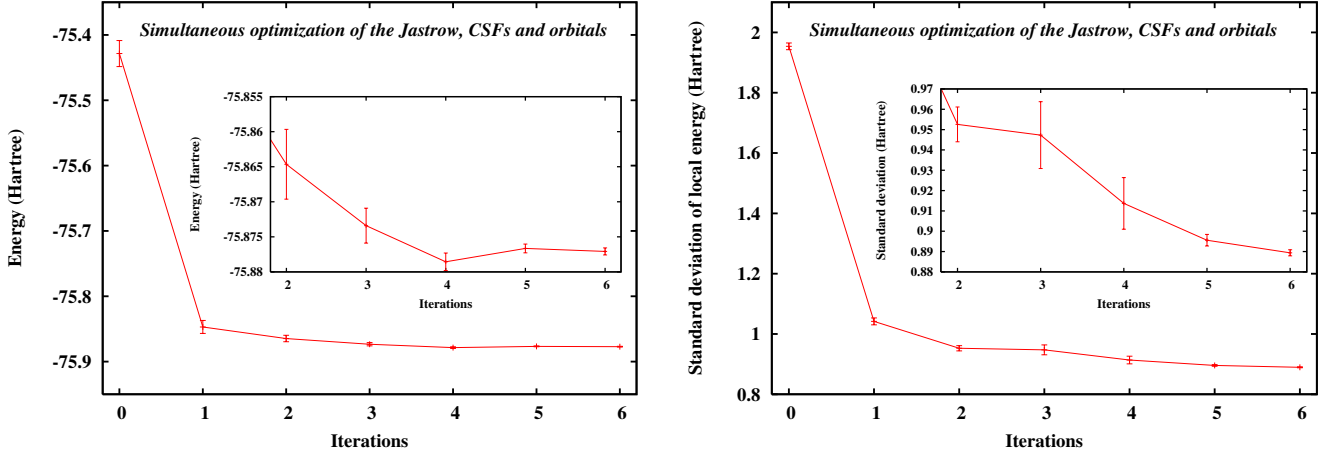 Simultaneous optimization of the Jastrow, CSFs and orbitals
Energy (Hartree)
-75.4
-75.5
-75.6
-75.7
-75.8
-75.9
0 1 2 3 4 5 6
Iterations
Energy (Hartree)
-75.855
-75.86
-75.865
-75.87
-75.875
-75.88
2 3 4 5 6
Iterations
Simultaneous optimization of the Jastrow, CSFs and orbitals
Standard deviation of local energy (Hartree)
2
1.8
1.6
1.4
1.2
1
0.8
0 1 2 3 4 5 6
Iterations
Standard deviation (Hartree)
0.97
0.96
0.95
0.94
0.93
0.92
0.91
0.9
0.89
0.88
2 3 4 5 6
Iterations